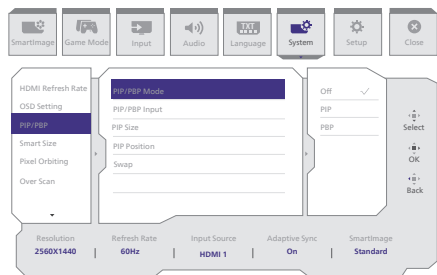 SmartImage
Game Mode
Input
Audio
TXT
Language
System
Setup
Close
HDMI Refresh Rate
OSD Setting
PIP/PBP
Smart Size
Pixel Orbiting
Over Scan
PIP/PBP Mode
PIP/PBP Input
PIP Size
PIP Position
Swap
Off
PIP
PBP
Select
OK
Back
Resolution
2560X1440
Refresh Rate
60Hz
Input Source
HDMI 1
Adaptive Sync
On
SmartImage
Standard